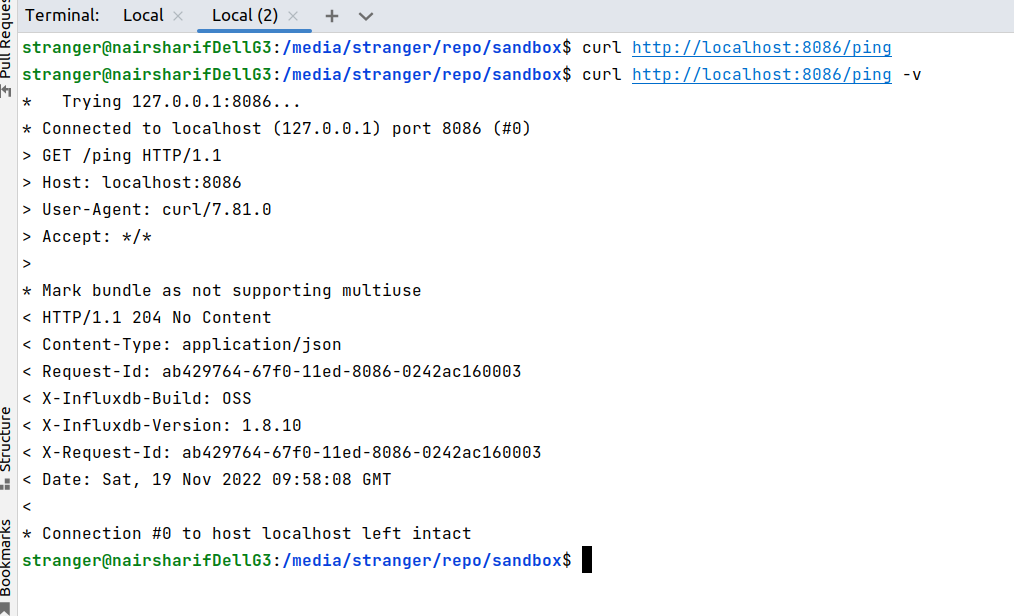 Terminal: Local Local (2)
stranger@nairsharifDellG3:/media/stranger/repo/sandbox$ curl http://localhost:8086/ping
stranger@nairsharifDellG3:/media/stranger/repo/sandbox$ curl http://localhost:8086/ping -v
*   Trying 127.0.0.1:8086...
* Connected to localhost (127.0.0.1) port 8086 (#0)
> GET /ping HTTP/1.1
> Host: localhost:8086
> User-Agent: curl/7.81.0
> Accept: */*
>
* Mark bundle as not supporting multiuse
< HTTP/1.1 204 No Content
< Content-Type: application/json
< Request-Id: ab429764-67f0-11ed-8086-0242ac160003
< X-Influxdb-Build: OSS
< X-Influxdb-Version: 1.8.10
< X-Request-Id: ab429764-67f0-11ed-8086-0242ac160003
< Date: Sat, 19 Nov 2022 09:58:08 GMT
<
* Connection #0 to host localhost left intact
stranger@nairsharifDellG3:/media/stranger/repo/sandbox$
Pull
Structure
Bookmarks